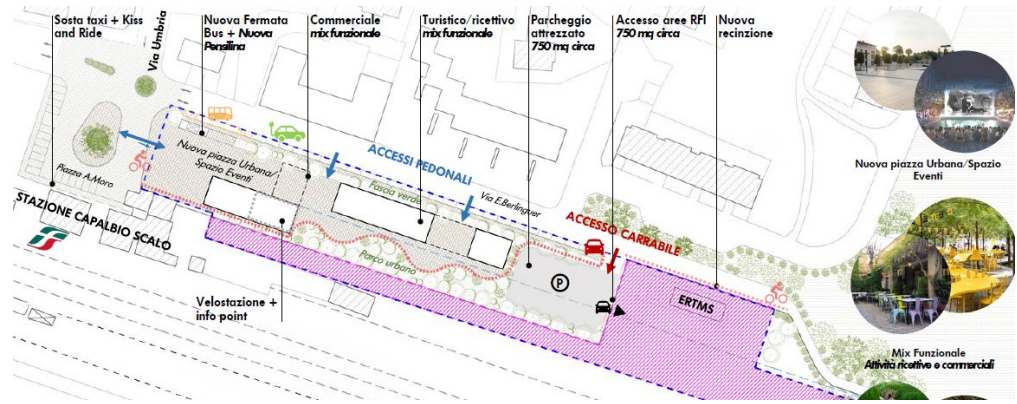 Sosta taxi + Kiss
and Ride
Via Umbria
Nuova Fermata
Bus + Nuova
Pensilina
Commerciale
mix funzionale
Turistico/ricettivo
mix funzionale
Parcheggio
attrezzato
750 mq circa
Accesso aree RFI
750 mq circa
Nuova
recinzione
Nuova piazza Urbana/
Spazio Eventi
ACCESSI PEDONALI
Fascia verde
Via E.Berlinguer
Piazza A.Moro
STAZIONE CAPALBIO SCALO
ACCESSO CARRABILE
Parco urbano
P
ERTMS
Velostazione +
info point
Nuova piazza Urbana/Spazio
Eventi
Mix Funzionale
Attività ricettive e commerciali